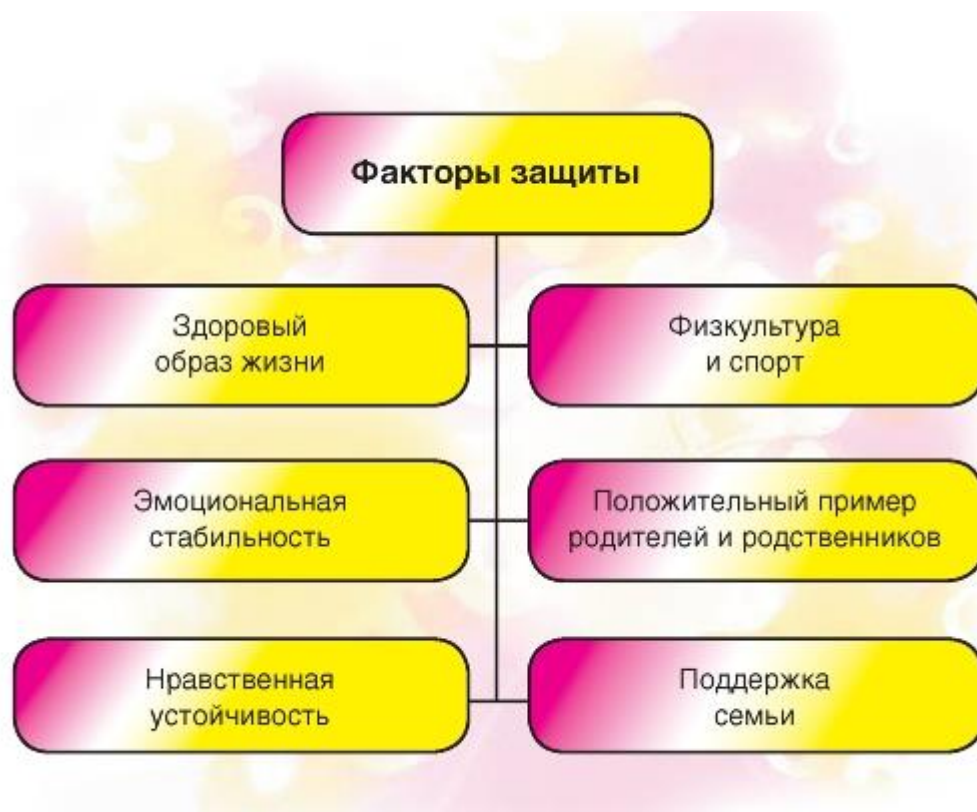 Факторы защиты
Здоровый
образ жизни
Физкультура
и спорт
Эмоциональная
стабильность
Положительный пример
родителей и родственников
Нравственная
устойчивость
Поддержка
семьи